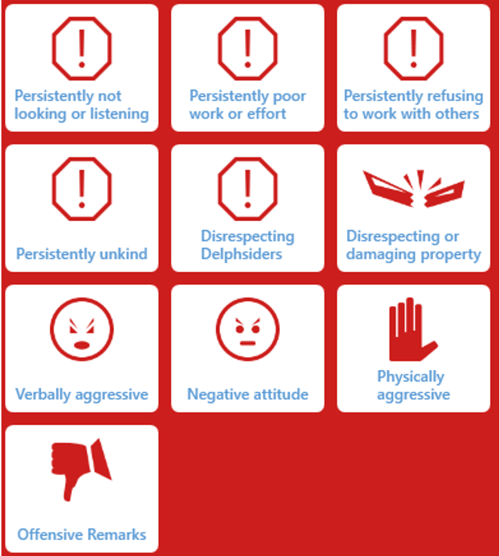 Persistently not
looking or listening
Persistently poor
work or effort
Persistently refusing
to work with others
Persistently unkind
Disrespecting
Delphsiders
Disrespecting or
damaging property
Verbally aggressive
Negative attitude
Physically
aggressive
Offensive Remarks